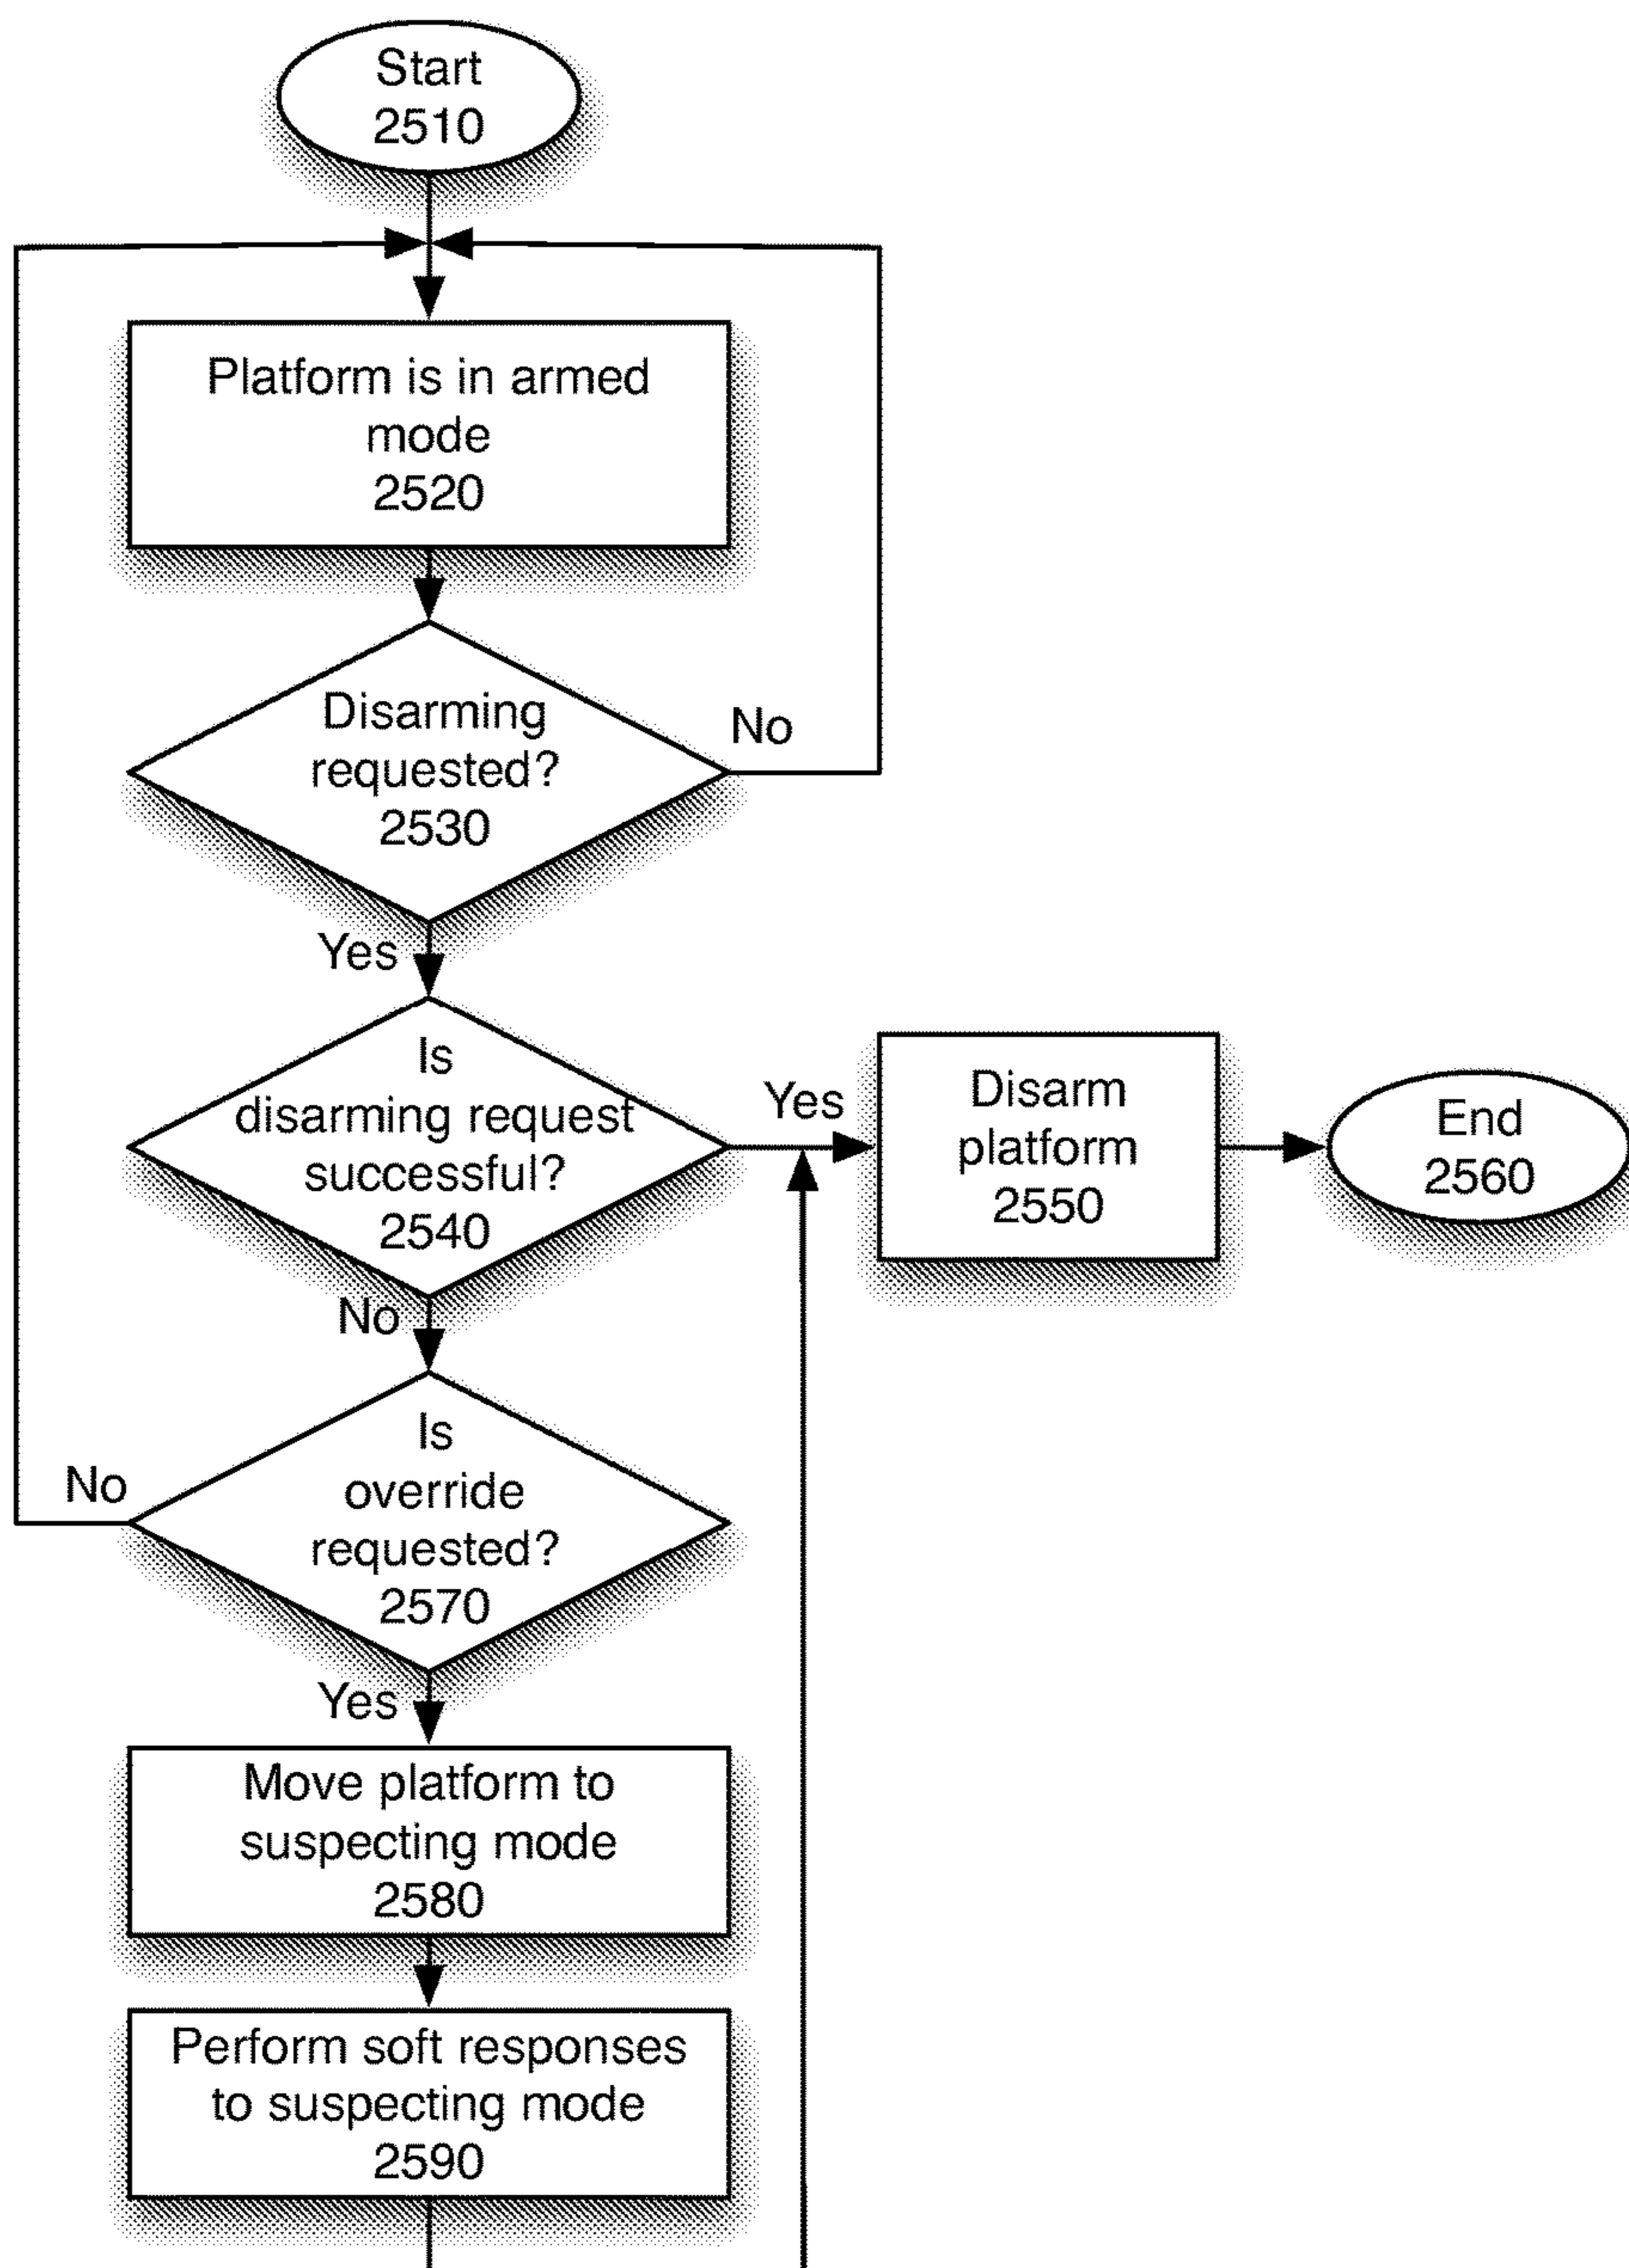 Start
2510
Platform is in armed
mode
2520
Disarming
requested?
2530
No
Yes
Is
disarming request
successful?
2540
Yes
Disarm
platform
2550
End
2560
No
Is
override
requested?
2570
No
Yes
Move platform to
suspecting mode
2580
Perform soft responses
to suspecting mode
2590